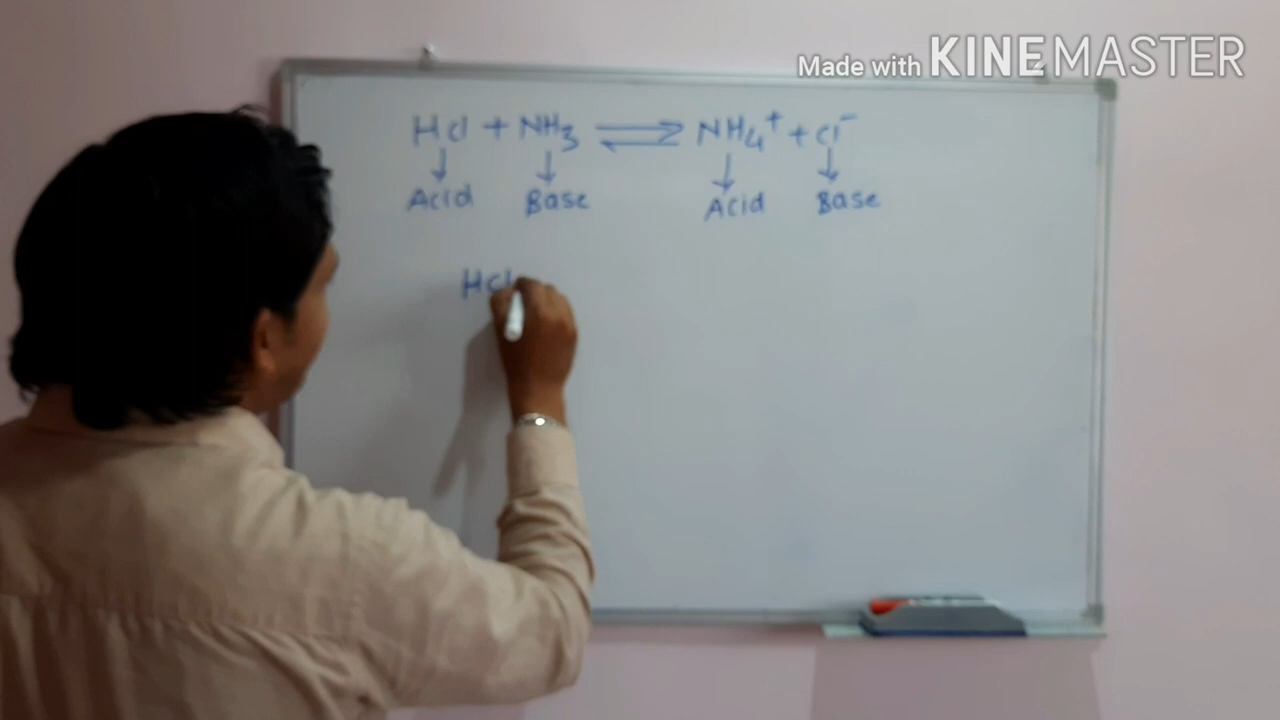 Made with KINEMASTER
Hcl + NH3 ⇌ NH4+ + cl-
↓ ↓ ↓ ↓
Acid Base Acid Base
Hcl